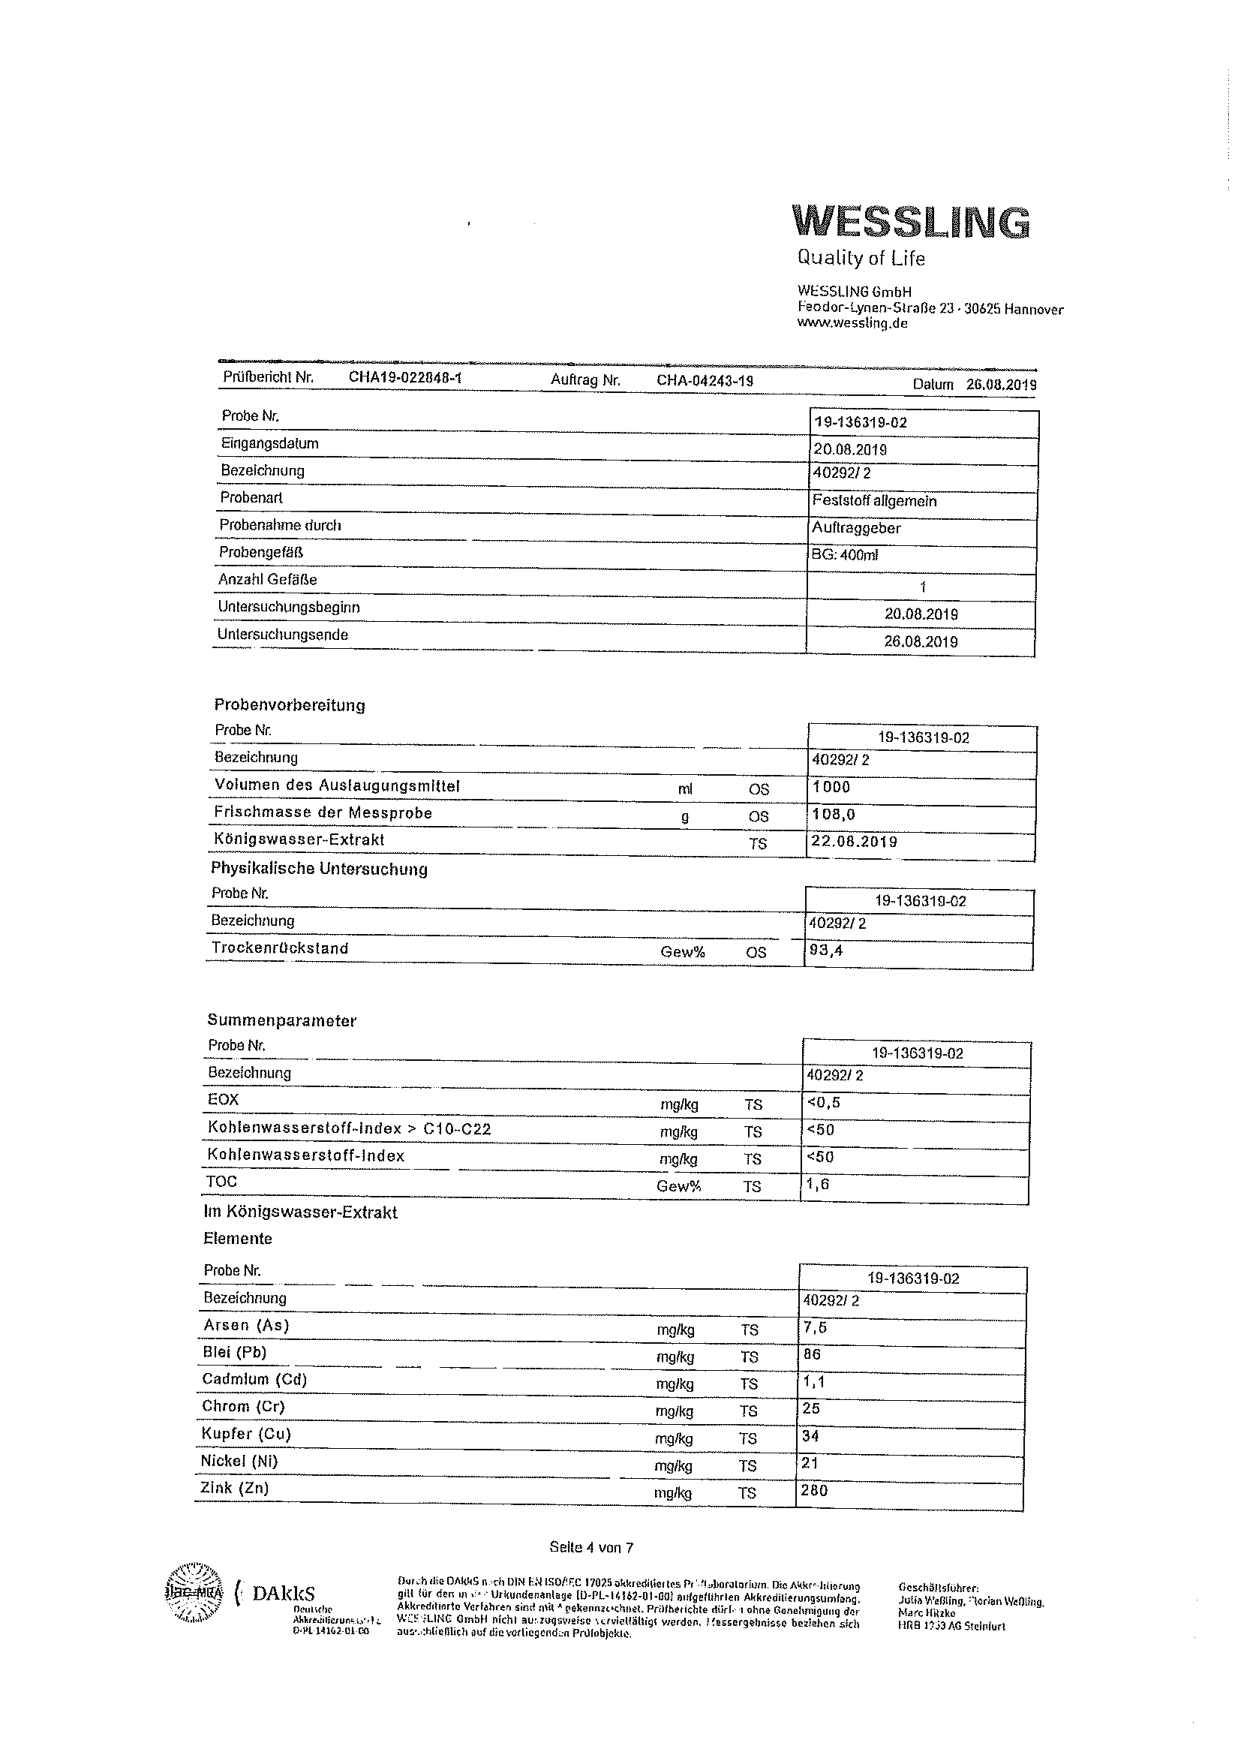 WESSLING
Quality of Life
WESSLING GmbH
Feodor-Lynen-Straße 23 · 30625 Hannover
www.wessling.de
Prüfbericht Nr. CHA19-022848-1 Auftrag Nr. CHA-04243-19 Datum 26.08.2019
Probe Nr. 19-136319-02
Eingangsdatum 20.08.2019
Bezeichnung 40292/ 2
Probenart Feststoff allgemein
Probenahme durch Auftraggeber
Probengefäß BG: 400ml
Anzahl Gefäße 1
Untersuchungsbeginn 20.08.2019
Untersuchungsende 26.08.2019
Probenvorbereitung
Probe Nr. 19-136319-02
Bezeichnung 40292/ 2
Volumen des Auslaugungsmittel ml OS 1000
Frischmasse der Messprobe g OS 108,0
Königswasser-Extrakt TS 22.08.2019
Physikalische Untersuchung
Probe Nr. 19-136319-02
Bezeichnung 40292/ 2
Trockenrückstand Gew% OS 93,4
Summenparameter
Probe Nr. 19-136319-02
Bezeichnung 40292/ 2
EOX mg/kg TS <0,5
Kohlenwasserstoff-Index > C10-C22 mg/kg TS <50
Kohlenwasserstoff-Index mg/kg TS <50
TOC Gew% TS 1,6
Im Königswasser-Extrakt
Elemente
Probe Nr. 19-136319-02
Bezeichnung 40292/ 2
Arsen (As) mg/kg TS
Blei (Pb) mg/kg TS 86
Cadmium (Cd) mg/kg TS 1,1
Chrom (Cr) mg/kg TS 25
Kupfer (Cu) mg/kg TS 34
Nickel (Ni) mg/kg TS 21
Zink (Zn) mg/kg TS 280
Seite 4 von 7
ilac-MRA
DAkkS
Deutsche
Akkreditierungsstelle
D-PL-14162-01-00
Durch die DAkkS nach DIN EN ISO/IEC 17025 akkreditiertes Prüflaboratorium. Die Akkreditierung
gilt für den in Urkundenanlage [D-PL-14162-01-00] aufgeführten Akkreditierungsumfang.
Akkreditierte Verfahren sind mit A gekennzeichnet. Prüfberichte dürfen ohne Genehmigung der
WESSLING GmbH nicht auszugsweise vervielfältigt werden. Messergebnisse beziehen sich
ausschließlich auf die vorliegenden Prüfobjekte.
Geschäftsführer:
Julia Weßling, Florian Weßling,
Marc Hitzke
HRB AG Steinfurt